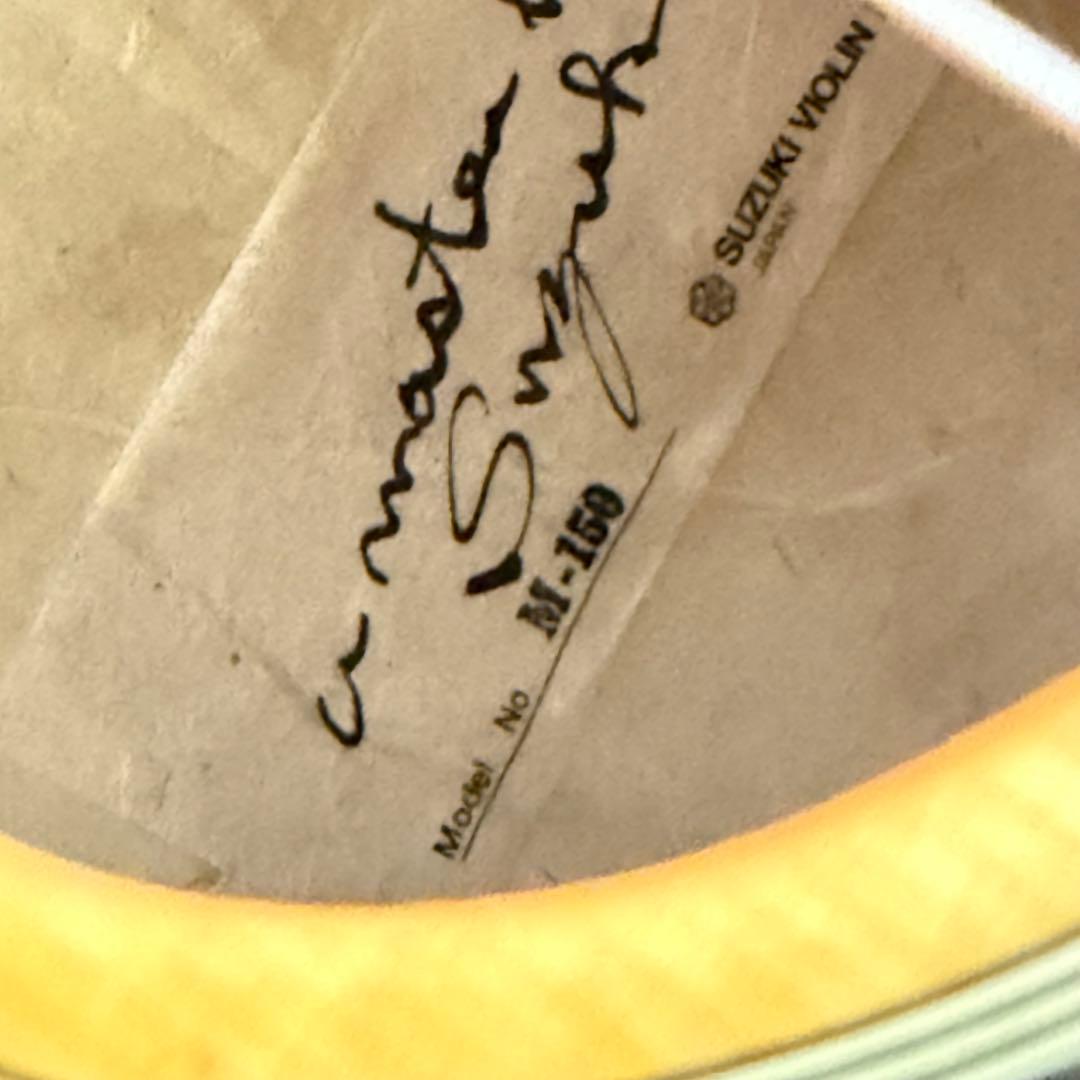 a master
Suzuki
Model No M-150
SUZUKI VIOLIN
JAPAN